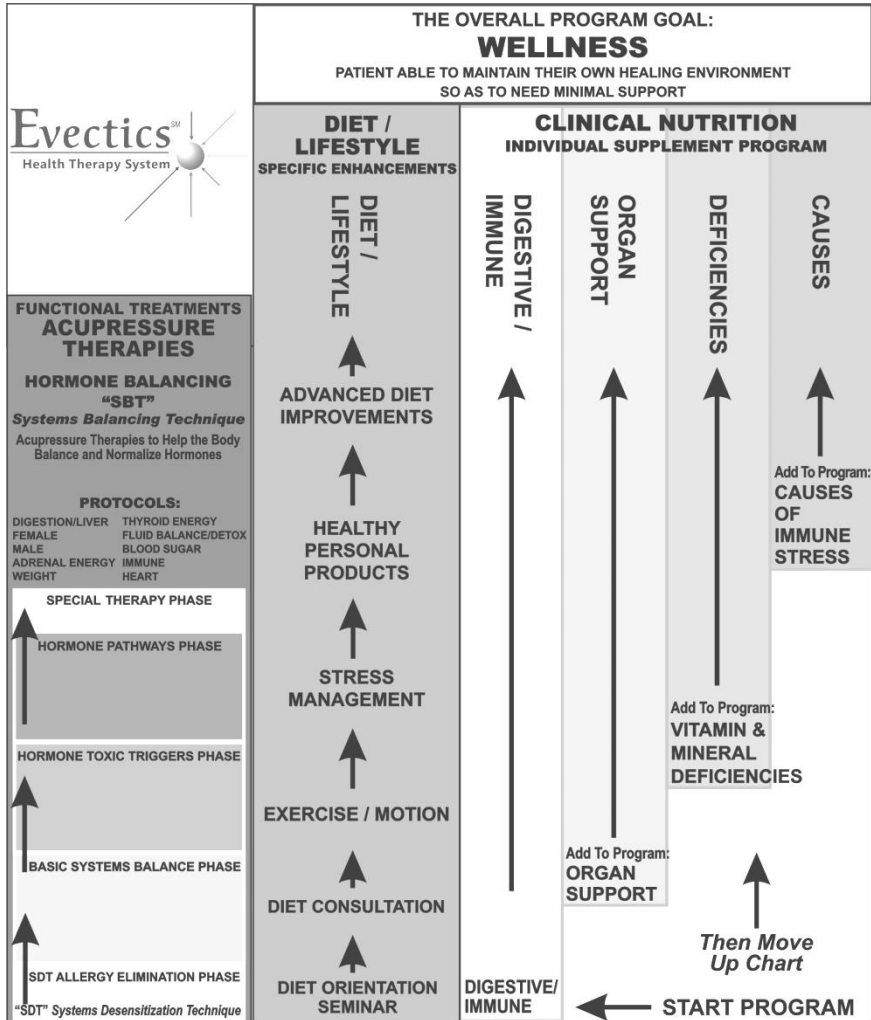 THE OVERALL PROGRAM GOAL:
WELLNESS
PATIENT ABLE TO MAINTAIN THEIR OWN HEALING ENVIRONMENT
SO AS TO NEED MINIMAL SUPPORT
Evectics SM
Health Therapy System
FUNCTIONAL TREATMENTS
ACUPRESSURE
THERAPIES
HORMONE BALANCING
“SBT”
Systems Balancing Technique
Acupressure Therapies to Help the Body
Balance and Normalize Hormones
PROTOCOLS:
DIGESTION/LIVER THYROID ENERGY
FEMALE FLUID BALANCE/DETOX
MALE BLOOD SUGAR
ADRENAL ENERGY IMMUNE
WEIGHT HEART
SPECIAL THERAPY PHASE
HORMONE PATHWAYS PHASE
HORMONE TOXIC TRIGGERS PHASE
BASIC SYSTEMS BALANCE PHASE
SDT ALLERGY ELIMINATION PHASE
“SDT” Systems Desensitization Technique
DIET /
LIFESTYLE
SPECIFIC ENHANCEMENTS
DIET /
LIFESTYLE
ADVANCED DIET
IMPROVEMENTS
HEALTHY
PERSONAL
PRODUCTS
STRESS
MANAGEMENT
EXERCISE / MOTION
DIET CONSULTATION
DIET ORIENTATION
SEMINAR
CLINICAL NUTRITION
INDIVIDUAL SUPPLEMENT PROGRAM
DIGESTIVE /
IMMUNE
DIGESTIVE/
IMMUNE
ORGAN
SUPPORT
Add To Program:
ORGAN
SUPPORT
DEFICIENCIES
Add To Program:
VITAMIN &
MINERAL
DEFICIENCIES
CAUSES
Add To Program:
CAUSES
OF
IMMUNE
STRESS
Then Move
Up Chart
START PROGRAM